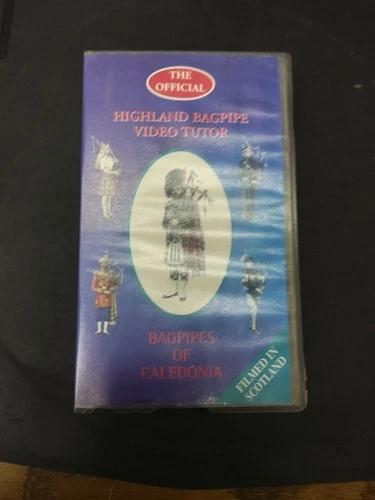 THE
OFFICIAL
HIGHLAND BAGPIPE
VIDEO TUTOR
BAGPIPES
OF
CALEDONIA
FILMED IN
SCOTLAND